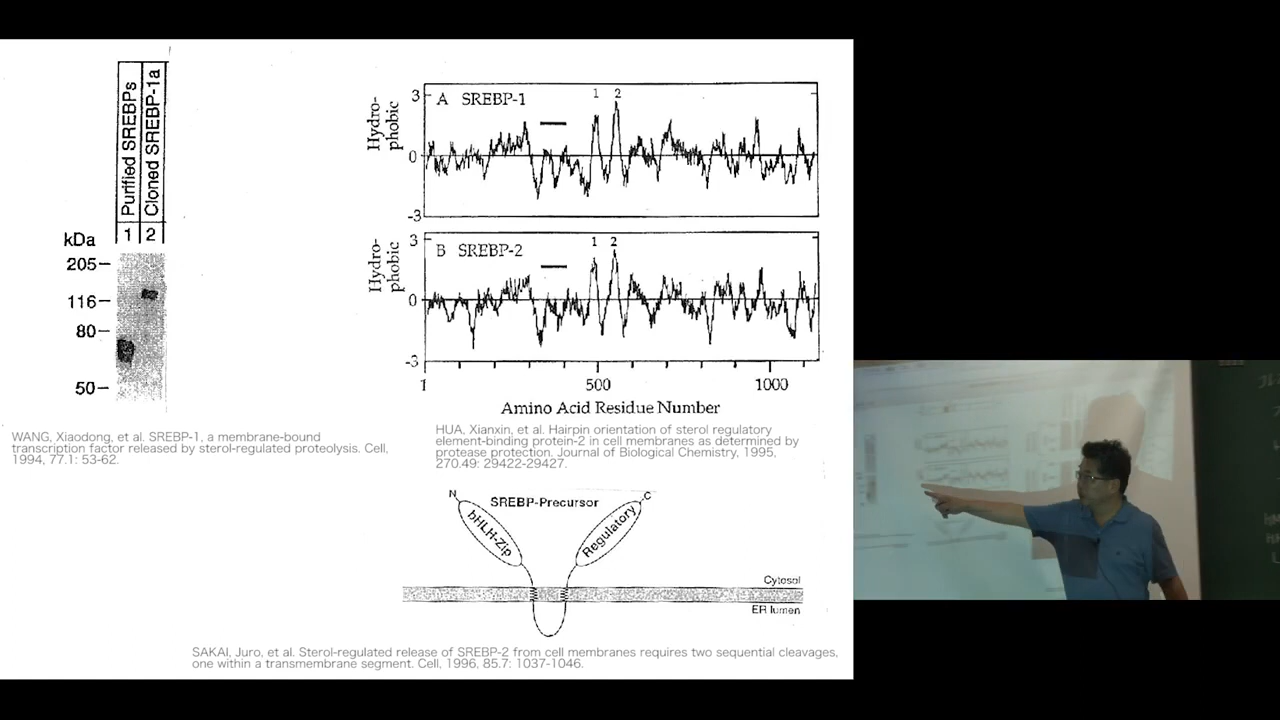 Purified SREBPs
Cloned SREBP-1a
1 2
kDa
205
116
80
50
WANG, Xiaodong, et al. SREBP-1, a membrane-bound
transcription factor released by sterol-regulated proteolysis. Cell,
1994, 77.1: 53-62.
Hydro-
phobic
3
0
-3
A SREBP-1
1 2
Hydro-
phobic
3
0
-3
B SREBP-2
1 2
1 500 1000
Amino Acid Residue Number
HUA, Xianxin, et al. Hairpin orientation of sterol regulatory
element-binding protein-2 in cell membranes as determined by
protease protection. Journal of Biological Chemistry, 1995,
270.49: 29422-29427.
N SREBP-Precursor C
bHLH-Zip
Regulatory
Cytosol
ER lumen
SAKAI, Juro, et al. Sterol-regulated release of SREBP-2 from cell membranes requires two sequential cleavages,
one within a transmembrane segment. Cell, 1996, 85.7: 1037-1046.